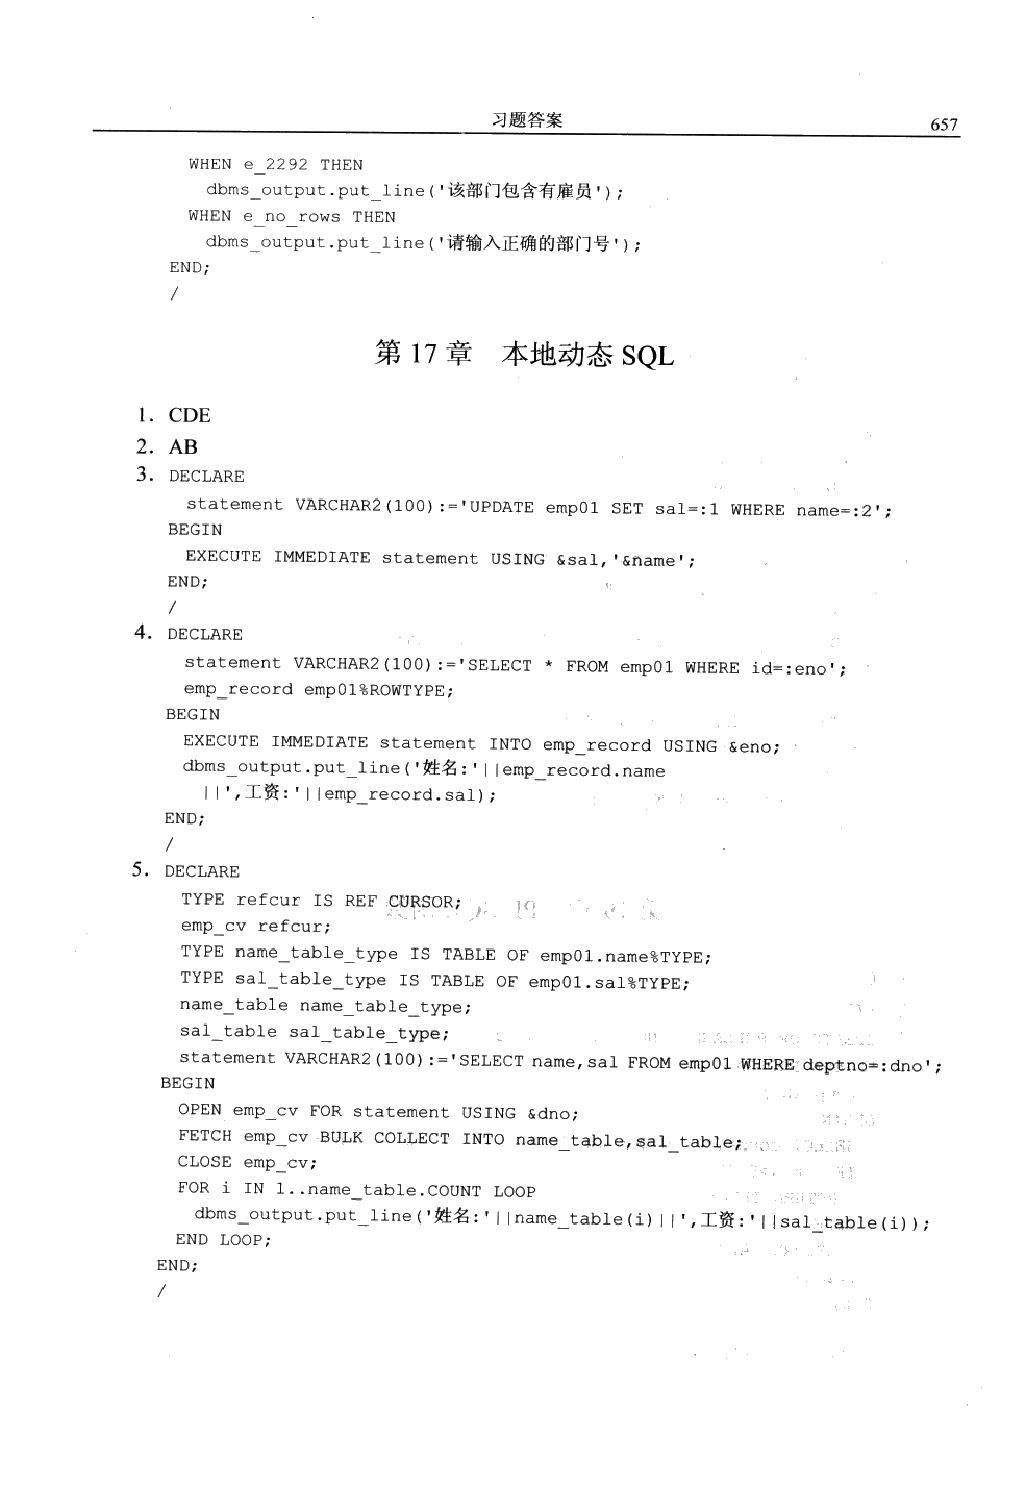 习题答案
657
WHEN e_2292 THEN
dbms_output.put_line('该部门包含有雇员');
WHEN e_no_rows THEN
dbms_output.put_line('请输入正确的部门号');
END;
/
第 17 章 本地动态 SQL
1. CDE
2. AB
3. DECLARE
statement VARCHAR2(100):='UPDATE emp01 SET sal=:1 WHERE name=:2';
BEGIN
EXECUTE IMMEDIATE statement USING &sal,'&name';
END;
/
4. DECLARE
statement VARCHAR2(100):='SELECT * FROM emp01 WHERE id=:eno';
emp_record emp01%ROWTYPE;
BEGIN
EXECUTE IMMEDIATE statement INTO emp_record USING &eno;
dbms_output.put_line('姓名:'||emp_record.name
||',工资:'||emp_record.sal);
END;
/
5. DECLARE
TYPE refcur IS REF CURSOR;
emp_cv refcur;
TYPE name_table_type IS TABLE OF emp01.name%TYPE;
TYPE sal_table_type IS TABLE OF emp01.sal%TYPE;
name_table name_table_type;
sal_table sal_table_type;
statement VARCHAR2(100):='SELECT name,sal FROM emp01 WHERE deptno=:dno';
BEGIN
OPEN emp_cv FOR statement USING &dno;
FETCH emp_cv BULK COLLECT INTO name_table,sal_table;
CLOSE emp_cv;
FOR i IN 1..name_table.COUNT LOOP
dbms_output.put_line('姓名:'||name_table(i)||',工资:'||sal_table(i));
END LOOP;
END;
/